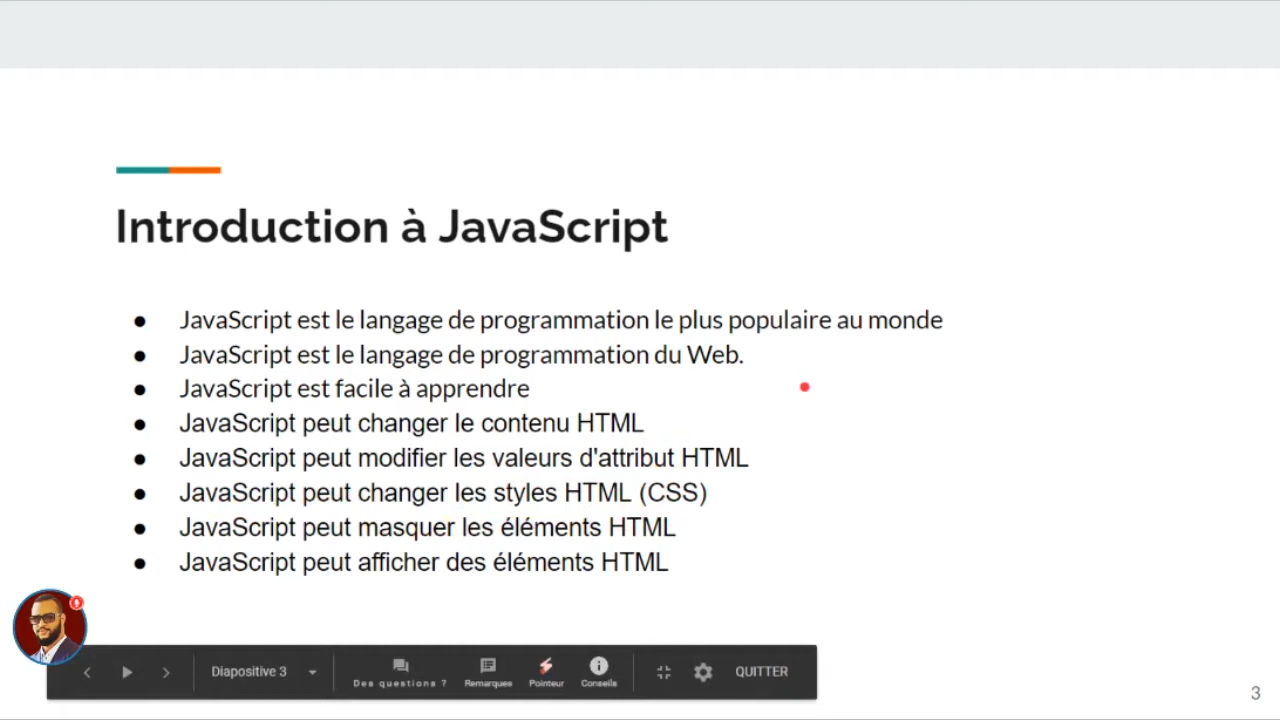 Introduction à JavaScript
● JavaScript est le langage de programmation le plus populaire au monde
● JavaScript est le langage de programmation du Web.
● JavaScript est facile à apprendre
● JavaScript peut changer le contenu HTML
● JavaScript peut modifier les valeurs d'attribut HTML
● JavaScript peut changer les styles HTML (CSS)
● JavaScript peut masquer les éléments HTML
● JavaScript peut afficher des éléments HTML
Diapositive 3
Des questions ?
Remarques
Pointeur
Conseils
QUITTER
3